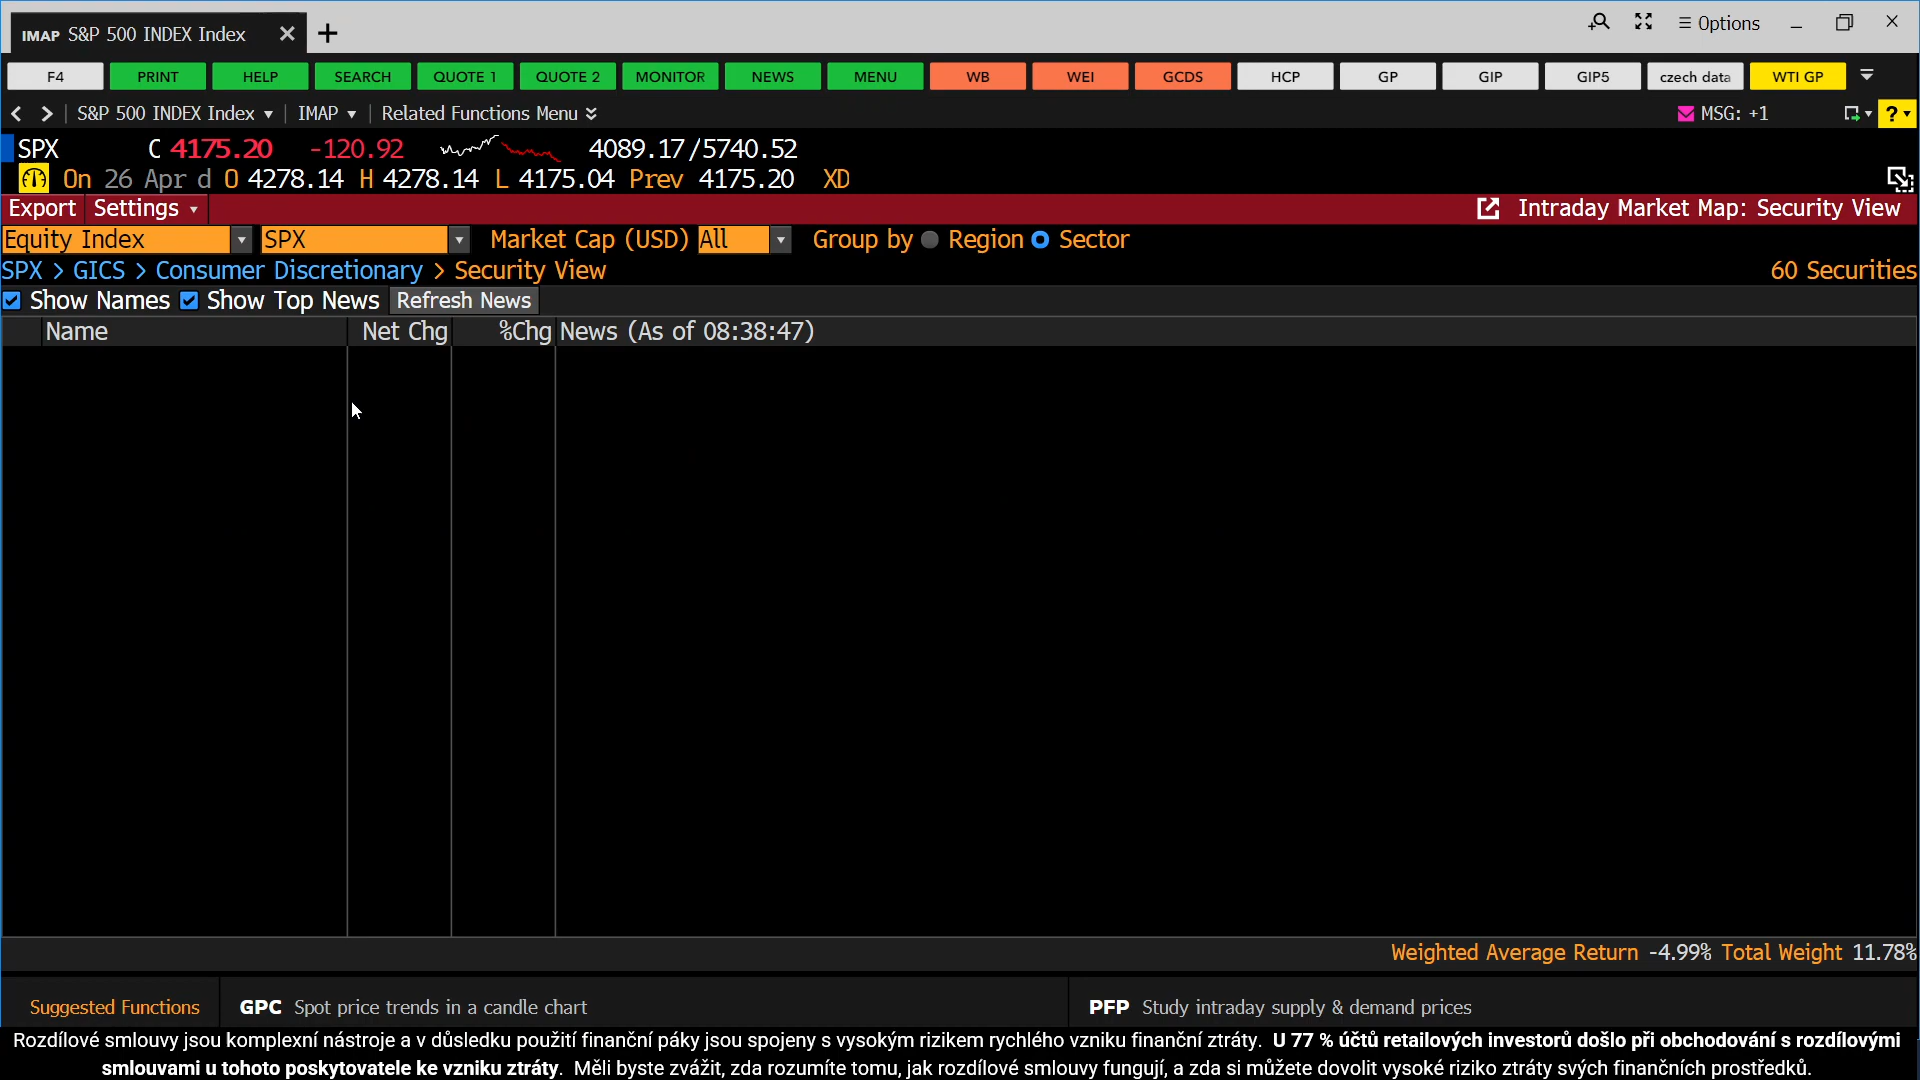 IMAP S&P 500 INDEX Index
Options
F4 PRINT HELP SEARCH QUOTE 1 QUOTE 2 MONITOR NEWS MENU WB WEI GCDS HCP GP GIP GIP5 czech data WTI GP
S&P 500 INDEX Index IMAP Related Functions Menu MSG: +1 ?
SPX C 4175.20 -120.92 4089.17/5740.52
On 26 Apr d O 4278.14 H 4278.14 L 4175.04 Prev 4175.20 XD
Export Settings Intraday Market Map: Security View
Equity Index SPX Market Cap (USD) All Group by Region Sector
SPX > GICS > Consumer Discretionary > Security View 60 Securities
Show Names Show Top News Refresh News
Name Net Chg %Chg News (As of 08:38:47)
Weighted Average Return -4.99% Total Weight 11.78%
Suggested Functions GPC Spot price trends in a candle chart PFP Study intraday supply & demand prices
Rozdílové smlouvy jsou komplexní nástroje a v důsledku použití finanční páky jsou spojeny s vysokým rizikem rychlého vzniku finanční ztráty. U 77 % účtů retailových investorů došlo při obchodování s rozdílovými
smlouvami u tohoto poskytovatele ke vzniku ztráty. Měli byste zvážit, zda rozumíte tomu, jak rozdílové smlouvy fungují, a zda si můžete dovolit vysoké riziko ztráty svých finančních prostředků.